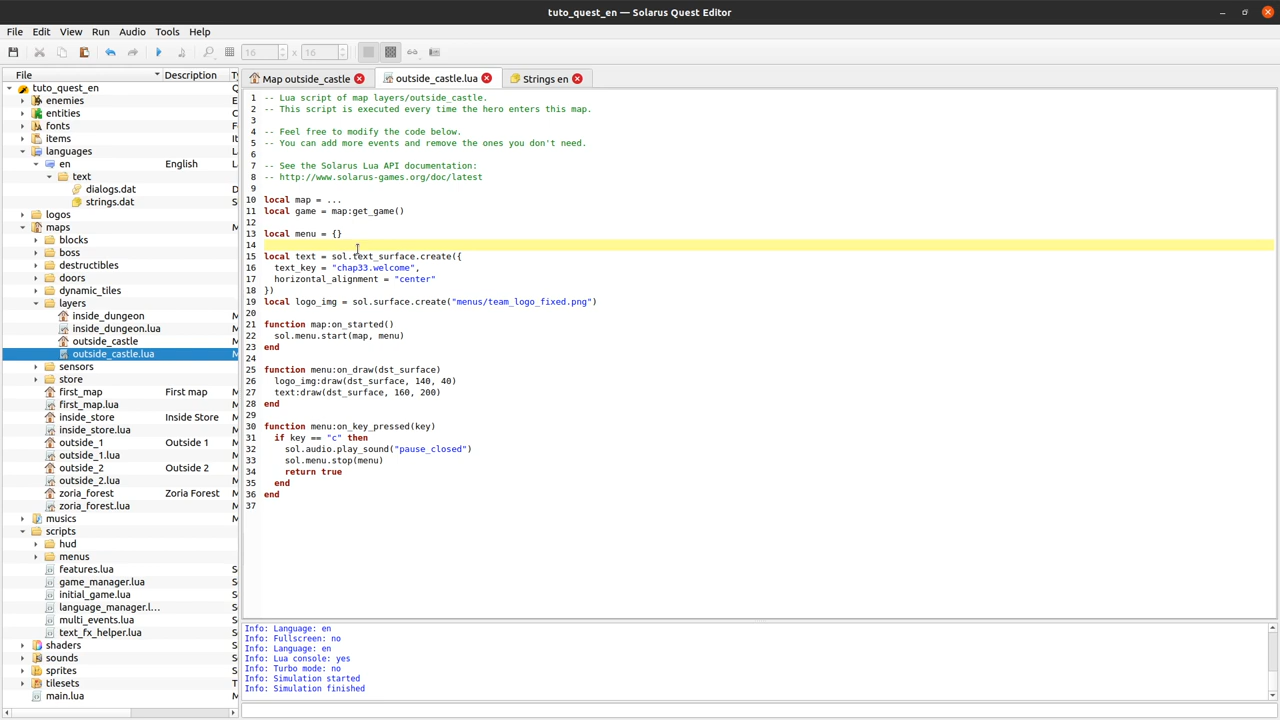 tuto_quest_en — Solarus Quest Editor
File Edit View Run Audio Tools Help
16 x 16
File Description Ty
tuto_quest_en Q
enemies E
entities C
fonts F
items It
languages L
en English L
text
dialogs.dat D
strings.dat S
logos
maps M
blocks
boss
destructibles
doors
dynamic_tiles
layers
inside_dungeon M
inside_dungeon.lua M
outside_castle M
outside_castle.lua M
sensors
store
first_map First map M
first_map.lua M
inside_store Inside Store M
inside_store.lua M
outside_1 Outside 1 M
outside_1.lua M
outside_2 Outside 2 M
outside_2.lua M
zoria_forest Zoria Forest M
zoria_forest.lua M
musics M
scripts
hud
menus
features.lua S
game_manager.lua S
initial_game.lua S
language_manager.l... S
multi_events.lua S
text_fx_helper.lua S
shaders S
sounds S
sprites S
tilesets T
main.lua M
Map outside_castle outside_castle.lua Strings en
1 -- Lua script of map layers/outside_castle.
2 -- This script is executed every time the hero enters this map.
3
4 -- Feel free to modify the code below.
5 -- You can add more events and remove the ones you don't need.
6
7 -- See the Solarus Lua API documentation:
8 -- http://www.solarus-games.org/doc/latest
9
10 local map = ...
11 local game = map:get_game()
12
13 local menu = {}
14
15 local text = sol.text_surface.create({
16 text_key = "chap33.welcome",
17 horizontal_alignment = "center"
18 })
19 local logo_img = sol.surface.create("menus/team_logo_fixed.png")
20
21 function map:on_started()
22 sol.menu.start(map, menu)
23 end
24
25 function menu:on_draw(dst_surface)
26 logo_img:draw(dst_surface, 140, 40)
27 text:draw(dst_surface, 160, 200)
28 end
29
30 function menu:on_key_pressed(key)
31 if key == "c" then
32 sol.audio.play_sound("pause_closed")
33 sol.menu.stop(menu)
34 return true
35 end
36 end
37
Info: Language: en
Info: Fullscreen: no
Info: Language: en
Info: Lua console: yes
Info: Turbo mode: no
Info: Simulation started
Info: Simulation finished